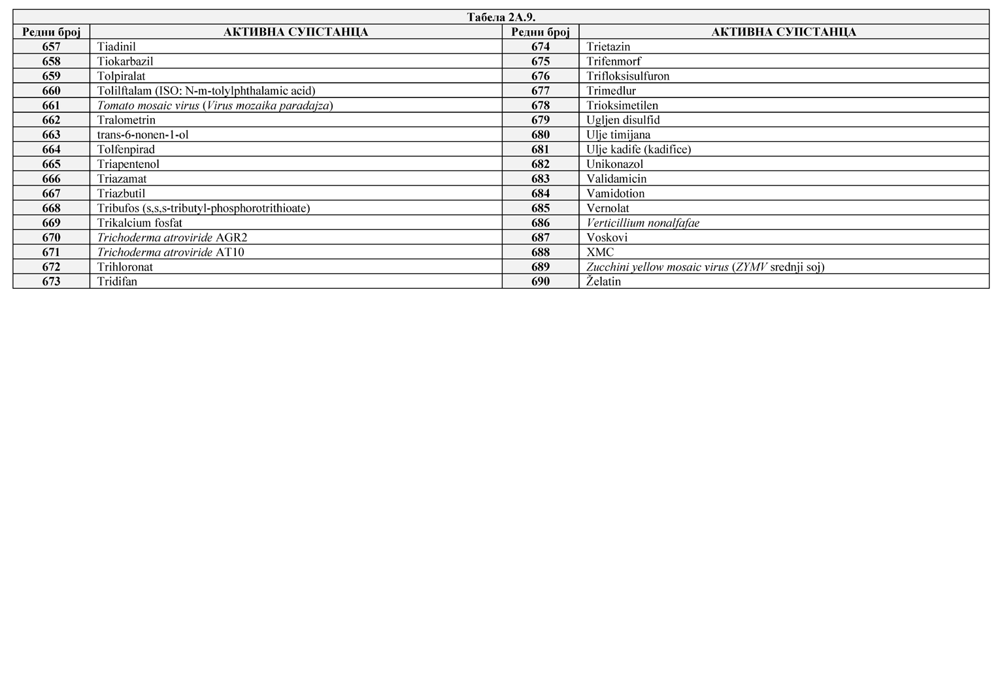 Табела 2А.9.
Редни број АКТИВНА СУПСТАНЦА Редни број АКТИВНА СУПСТАНЦА
657 Tiadinil 674 Trietazin
658 Tiokarbazil 675 Trifenmorf
659 Tolpiralat 676 Trifloksisulfuron
660 Tolilftalam (ISO: N-m-tolylphthalamic acid) 677 Trimedlur
661 Tomato mosaic virus (Virus mozaika paradajza) 678 Trioksimetilen
662 Tralometrin 679 Ugljen disulfid
663 trans-6-nonen-1-ol 680 Ulje timijana
664 Tolfenpirad 681 Ulje kadife (kadifice)
665 Triapentenol 682 Unikonazol
666 Triazamat 683 Validamicin
667 Triazbutil 684 Vamidotion
668 Tribufos (s,s,s-tributyl-phosphorotrithioate) 685 Vernolat
669 Trikalcium fosfat 686 Verticillium nonalfafae
670 Trichoderma atroviride AGR2 687 Voskovi
671 Trichoderma atroviride AT10 688 XMC
672 Trihloronat 689 Zucchini yellow mosaic virus (ZYMV srednji soj)
673 Tridifan 690 Želatin